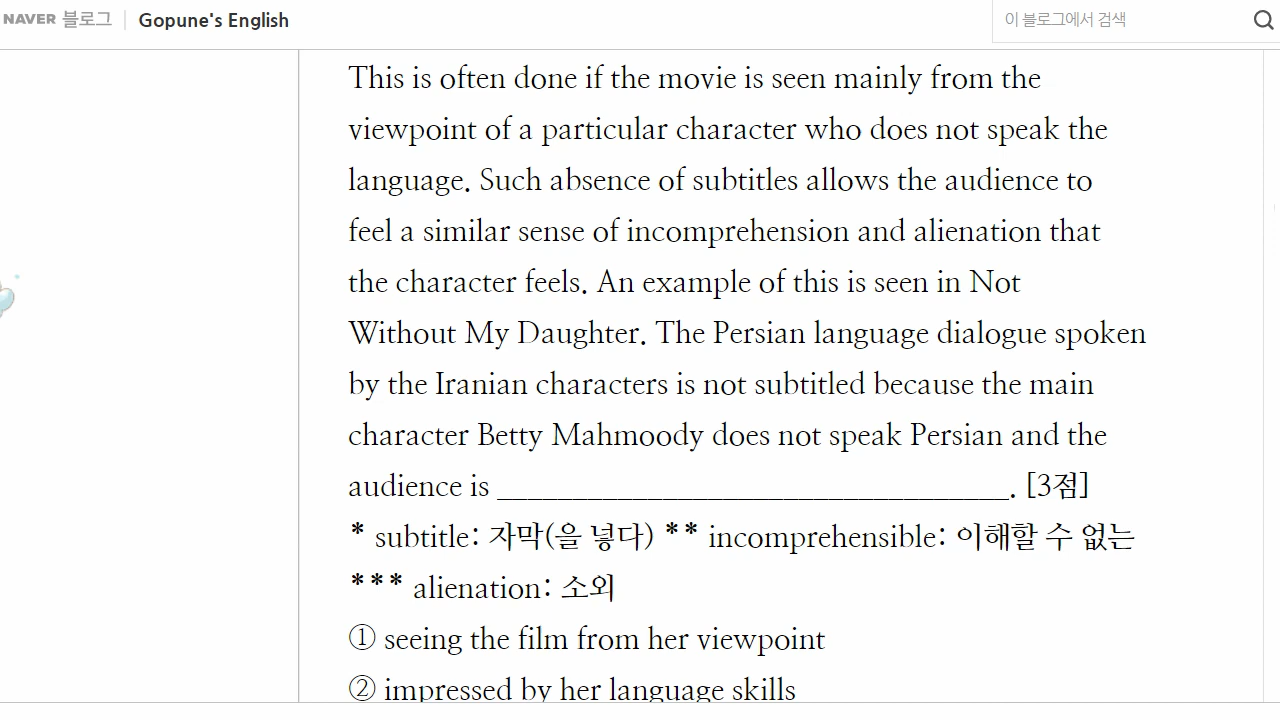 NAVER 블로그 Gopune's English 이 블로그에서 검색
This is often done if the movie is seen mainly from the
viewpoint of a particular character who does not speak the
language. Such absence of subtitles allows the audience to
feel a similar sense of incomprehension and alienation that
the character feels. An example of this is seen in Not
Without My Daughter. The Persian language dialogue spoken
by the Iranian characters is not subtitled because the main
character Betty Mahmoody does not speak Persian and the
audience is __________________________________. [3점]
* subtitle: 자막(을 넣다) ** incomprehensible: 이해할 수 없는
*** alienation: 소외
① seeing the film from her viewpoint
② impressed by her language skills